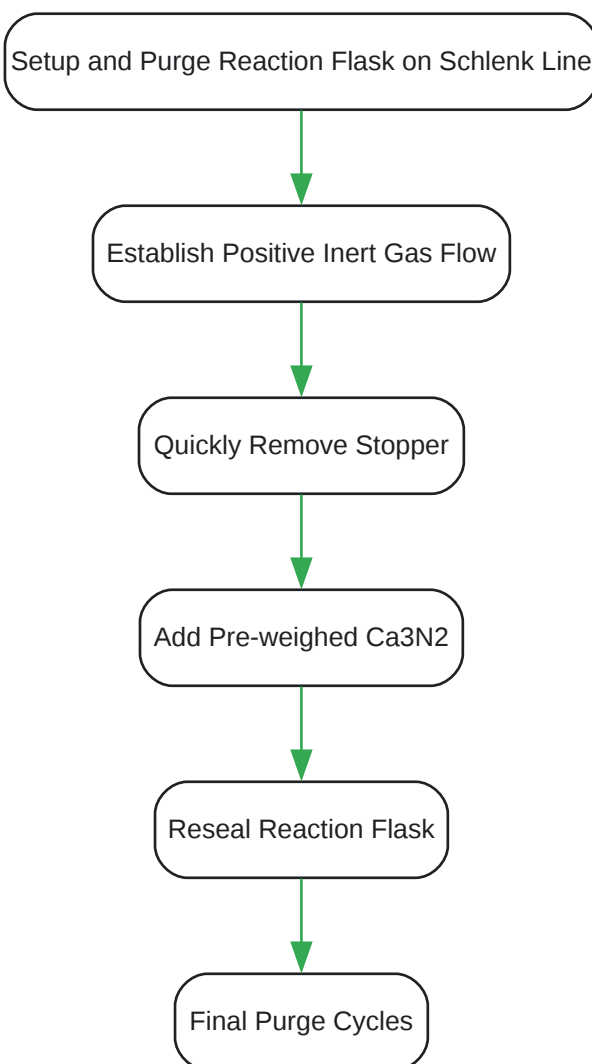 Setup and Purge Reaction Flask on Schlenk Line
Establish Positive Inert Gas Flow
Quickly Remove Stopper
Add Pre-weighed Ca3N2
Reseal Reaction Flask
Final Purge Cycles